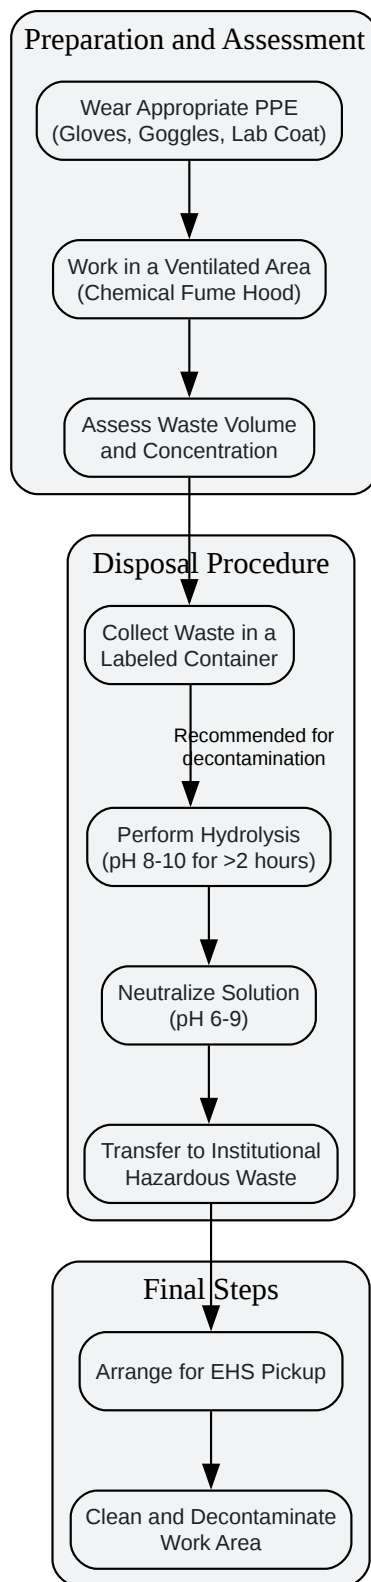 Preparation and Assessment
Wear Appropriate PPE
(Gloves, Goggles, Lab Coat)
Work in a Ventilated Area
(Chemical Fume Hood)
Assess Waste Volume
and Concentration
Disposal Procedure
Collect Waste in a
Labeled Container
Recommended for
decontamination
Perform Hydrolysis
(pH 8-10 for >2 hours)
Neutralize Solution
(pH 6-9)
Transfer to Institutional
Hazardous Waste
Final Steps
Arrange for EHS Pickup
Clean and Decontaminate
Work Area